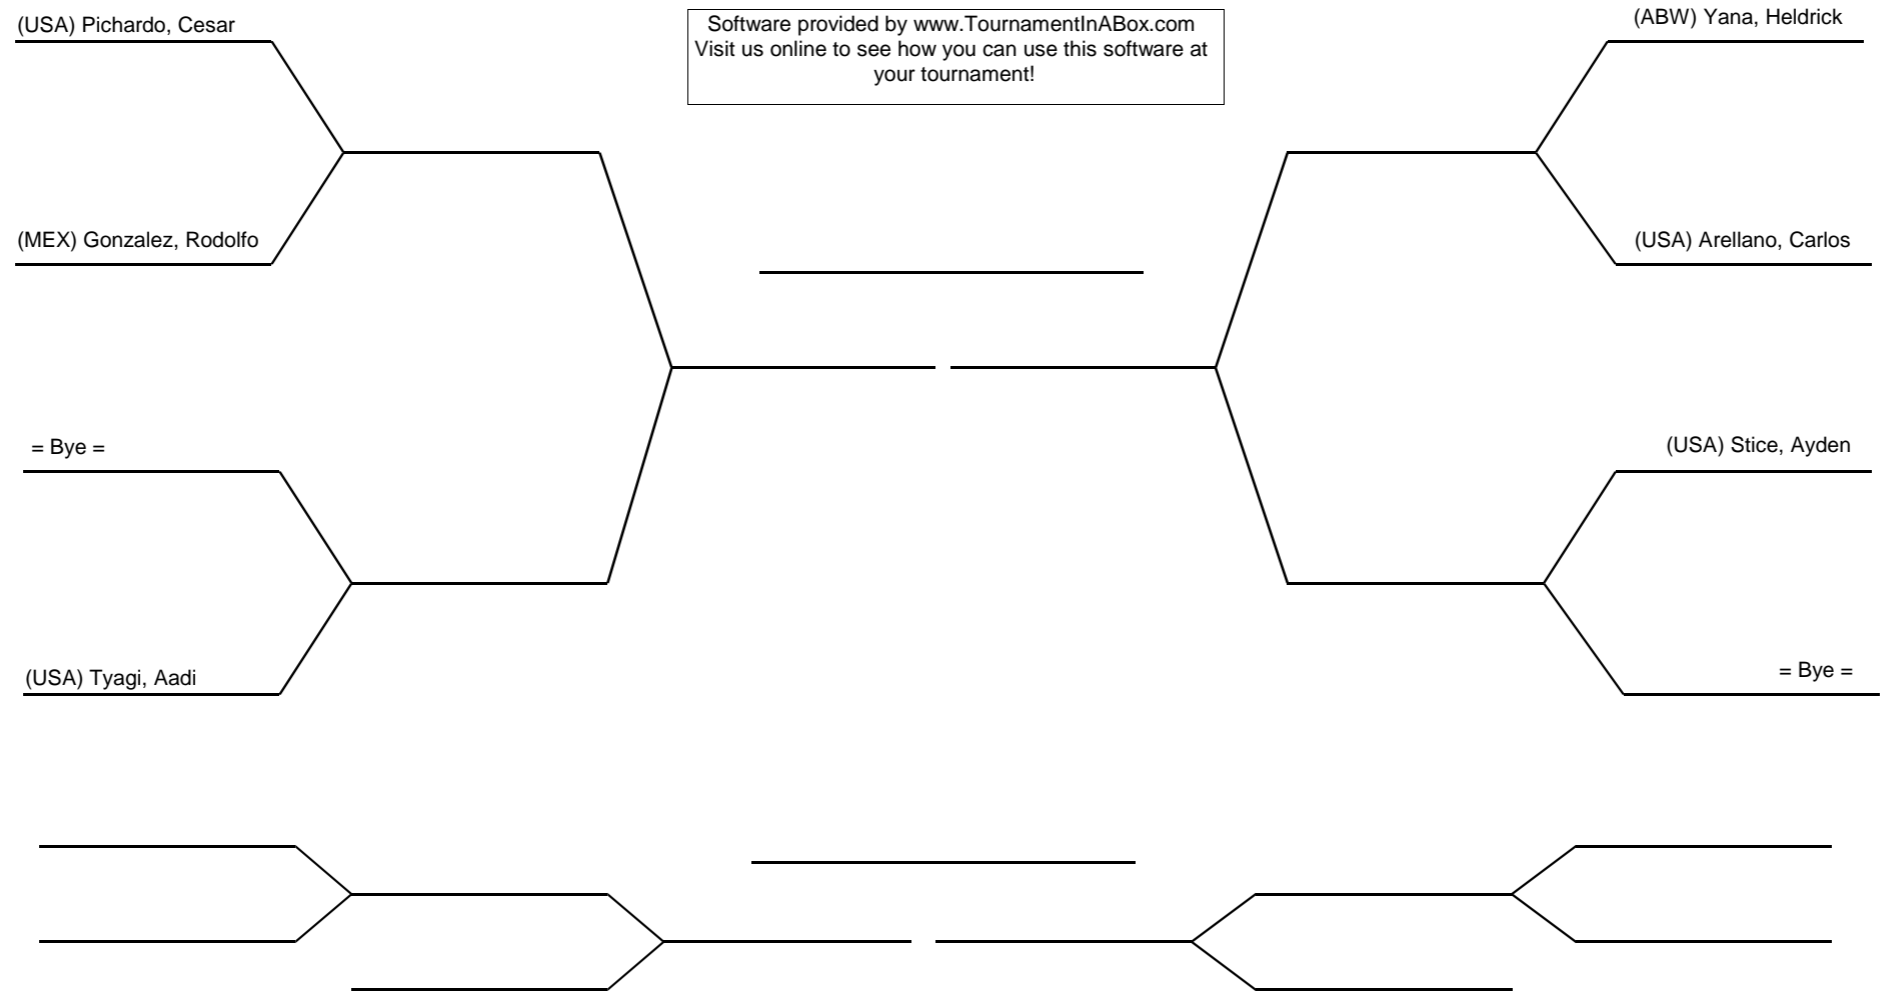 (USA) Pichardo, Cesar
Software provided by www.TournamentInABox.com
Visit us online to see how you can use this software at
your tournament!
(ABW) Yana, Heldrick
(MEX) Gonzalez, Rodolfo
(USA) Arellano, Carlos
= Bye =
(USA) Stice, Ayden
(USA) Tyagi, Aadi
= Bye =